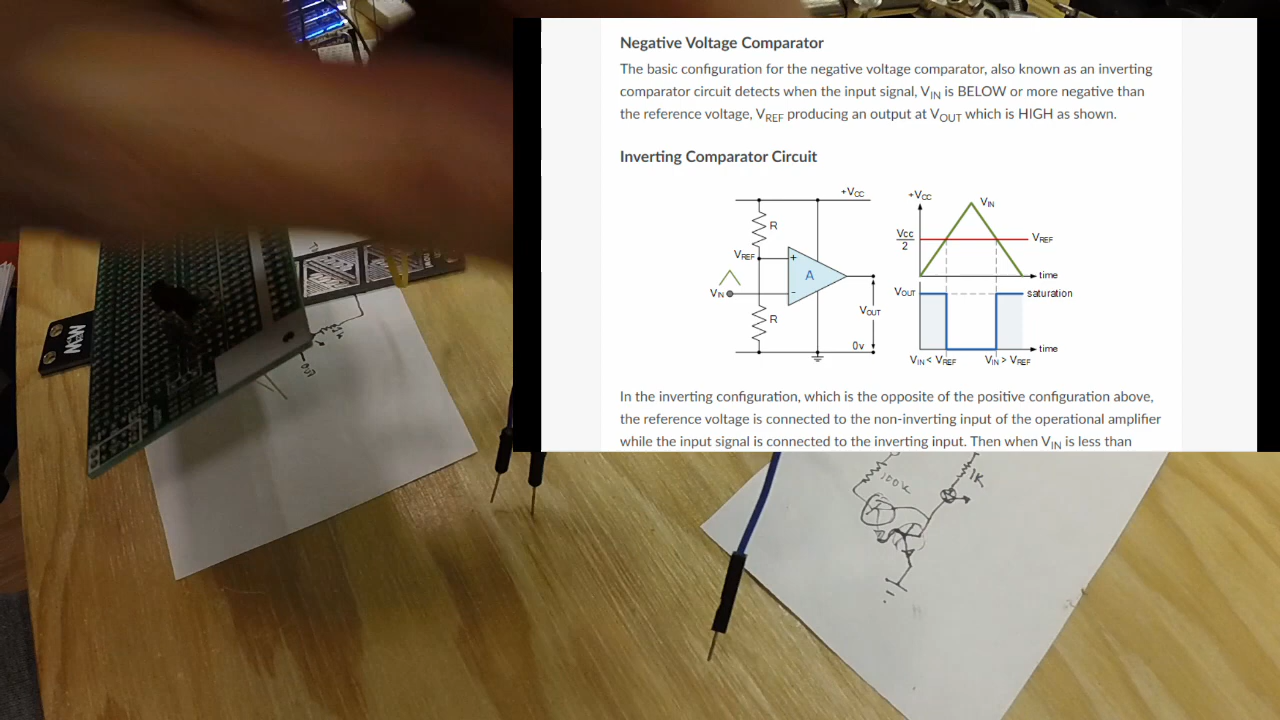 Negative Voltage Comparator
The basic configuration for the negative voltage comparator, also known as an inverting
comparator circuit detects when the input signal, VIN is BELOW or more negative than
the reference voltage, VREF producing an output at VOUT which is HIGH as shown.
Inverting Comparator Circuit
+VCC
R
VREF
+
A
VIN
-
R
VOUT
0v
+VCC
VIN
Vcc
2
VREF
time
VOUT
saturation
time
VIN < VREF
VIN > VREF
In the inverting configuration, which is the opposite of the positive configuration above,
the reference voltage is connected to the non-inverting input of the operational amplifier
while the input signal is connected to the inverting input. Then when VIN is less than
100K
1K
1K
OUT